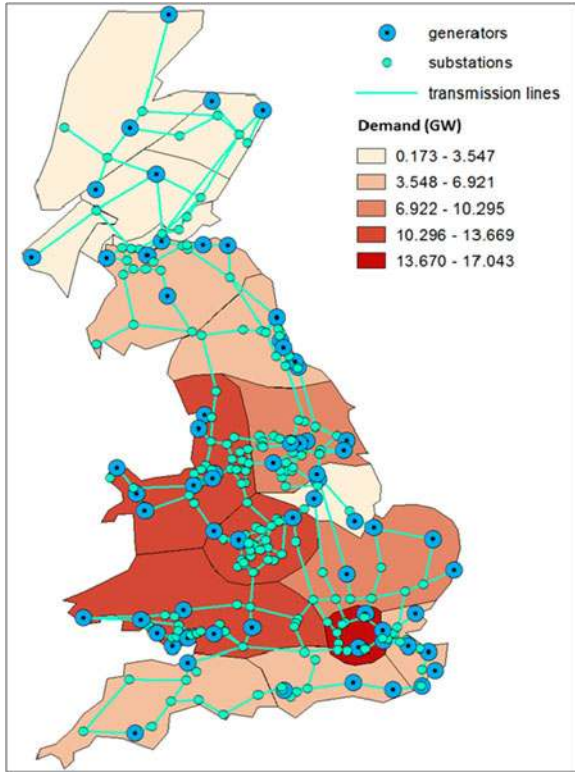 generators
substations
transmission lines
Demand (GW)
0.173 - 3.547
3.548 - 6.921
6.922 - 10.295
10.296 - 13.669
13.670 - 17.043